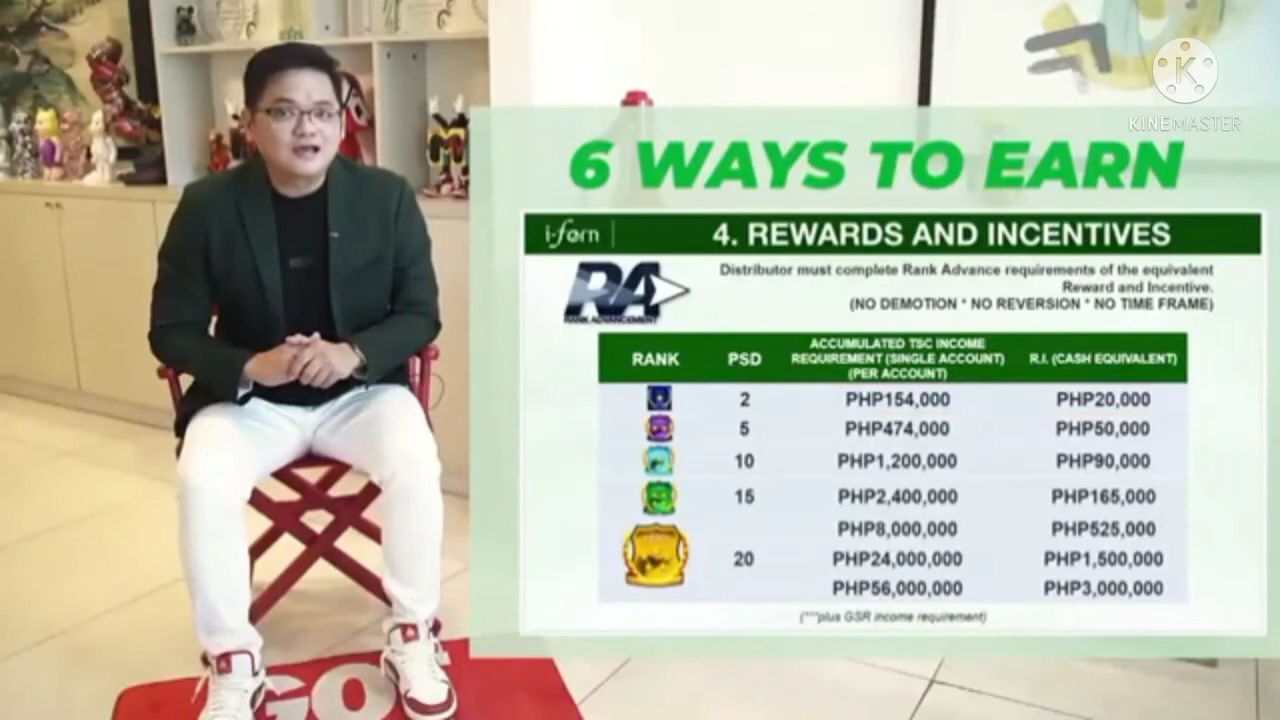 KINEMASTER
6 WAYS TO EARN
i-fern
4. REWARDS AND INCENTIVES
RA
RANK ADVANCEMENT
Distributor must complete Rank Advance requirements of the equivalent
Reward and Incentive.
(NO DEMOTION * NO REVERSION * NO TIME FRAME)
RANK PSD ACCUMULATED TSC INCOME REQUIREMENT (SINGLE ACCOUNT) (PER ACCOUNT) R.I. (CASH EQUIVALENT)
2 PHP154,000 PHP20,000
5 PHP474,000 PHP50,000
10 PHP1,200,000 PHP90,000
15 PHP2,400,000 PHP165,000
PHP8,000,000 PHP525,000
20 PHP24,000,000 PHP1,500,000
PHP56,000,000 PHP3,000,000
(***plus GSR income requirement)
GO